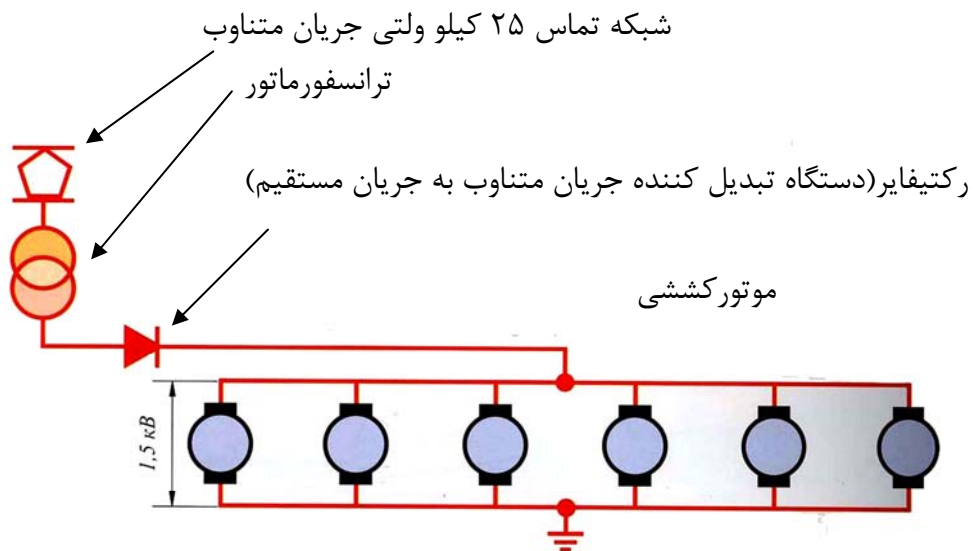 شبکه تماس ۲۵ کیلو ولتی جریان متناوب
ترانسفورماتور
رکتیفایر(دستگاه تبدیل کننده جریان متناوب به جریان مستقیم)
موتورکششی
1,5 кВ